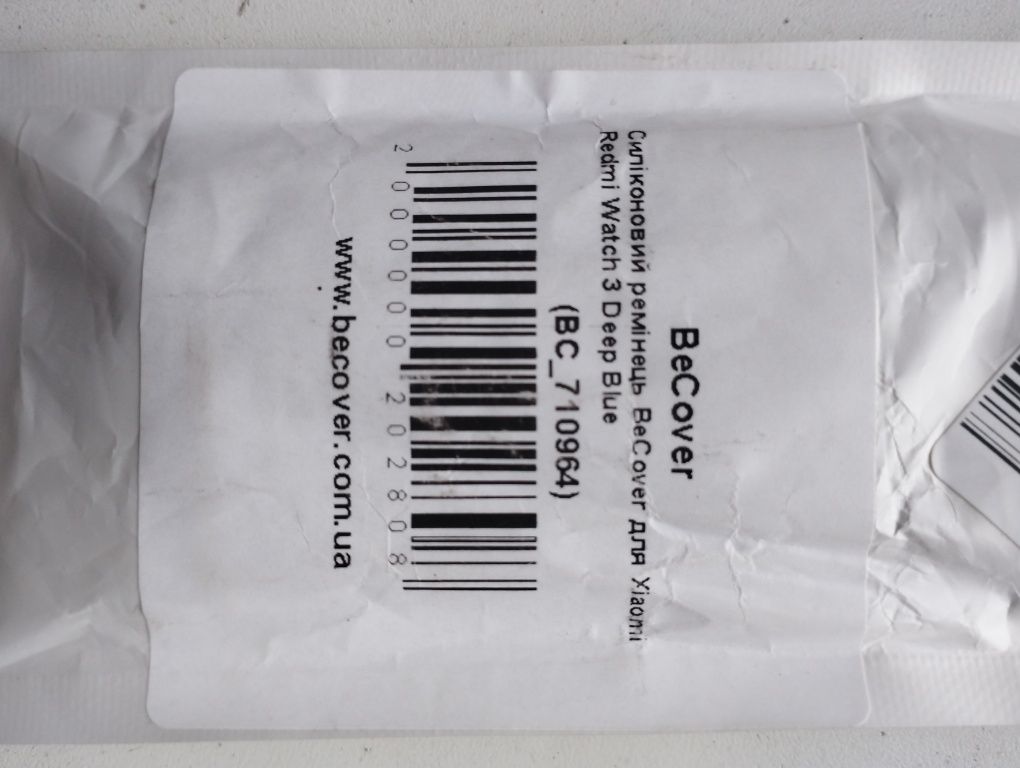 BeCover
Силіконовий ремінець BeCover для Xiaomi
Redmi Watch 3 Deep Blue
(BC_710964)
2 000000 202808
www.becover.com.ua